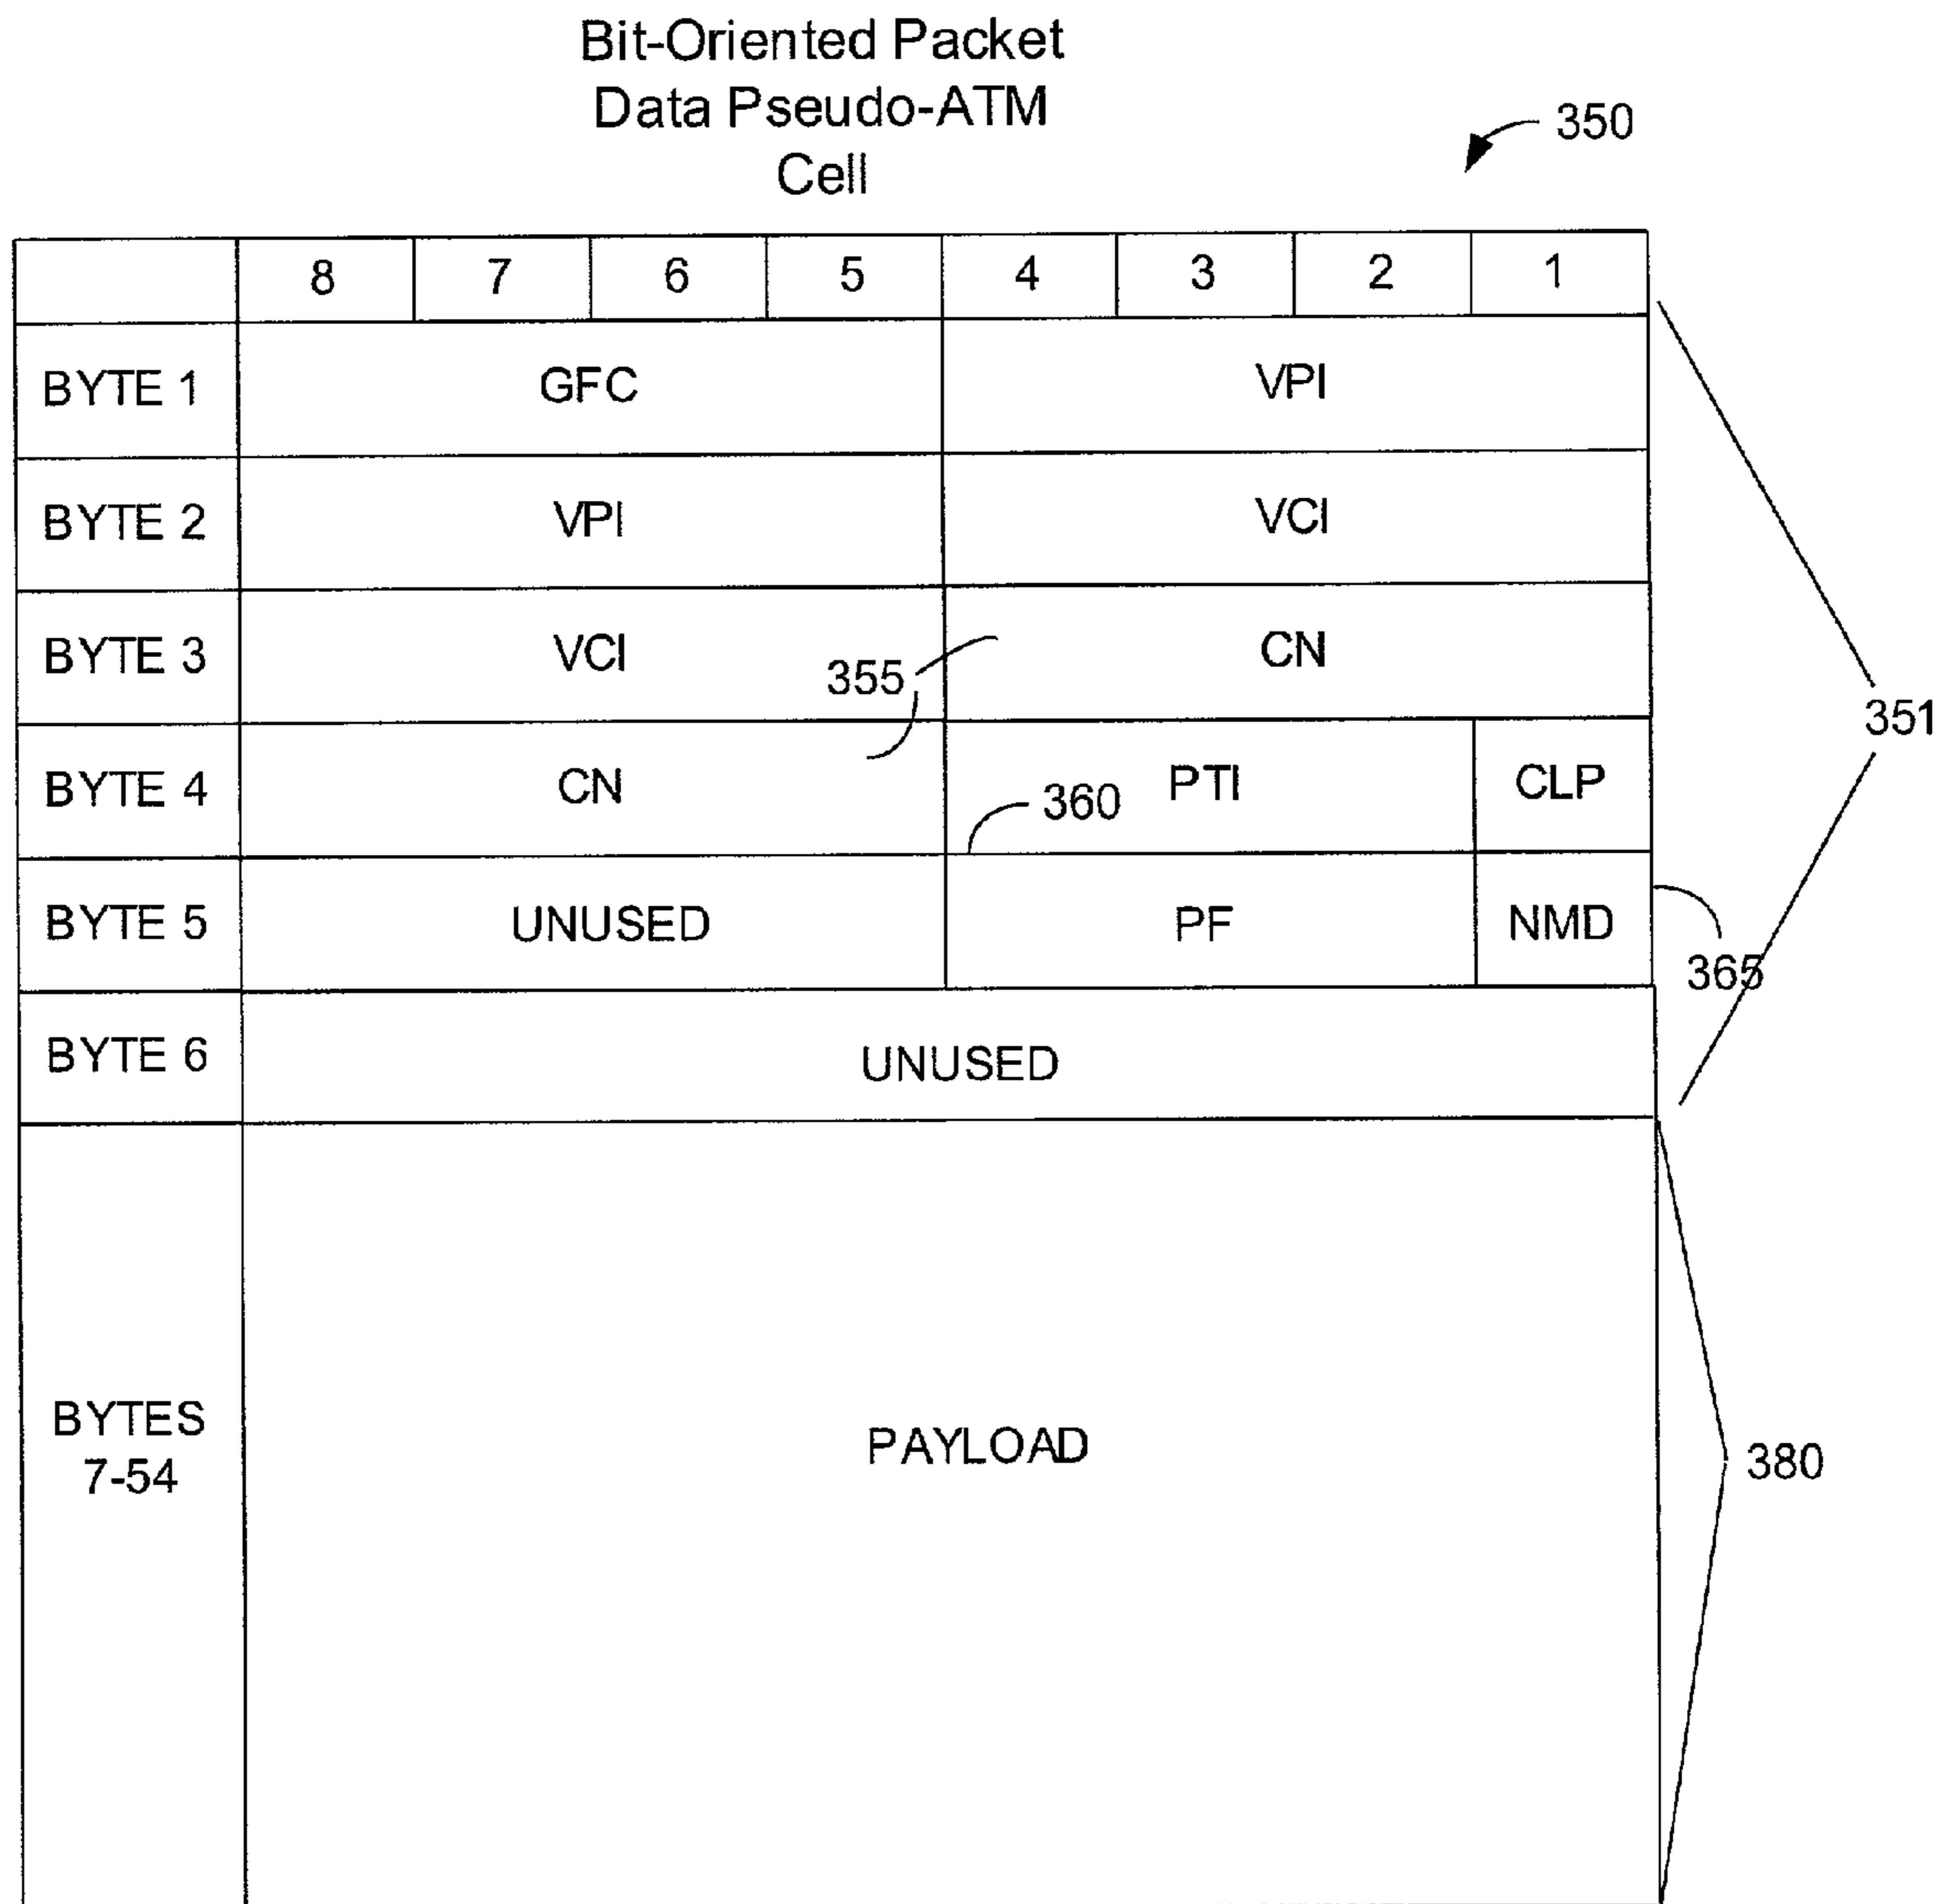 Bit-Oriented Packet
Data Pseudo-ATM
Cell
350
8 7 6 5 4 3 2 1
BYTE 1 GFC VPI
BYTE 2 VPI VCI
BYTE 3 VCI CN
355
351
BYTE 4 CN PTI CLP
360
BYTE 5 UNUSED PF NMD
365
BYTE 6 UNUSED
BYTES
7-54
PAYLOAD
380